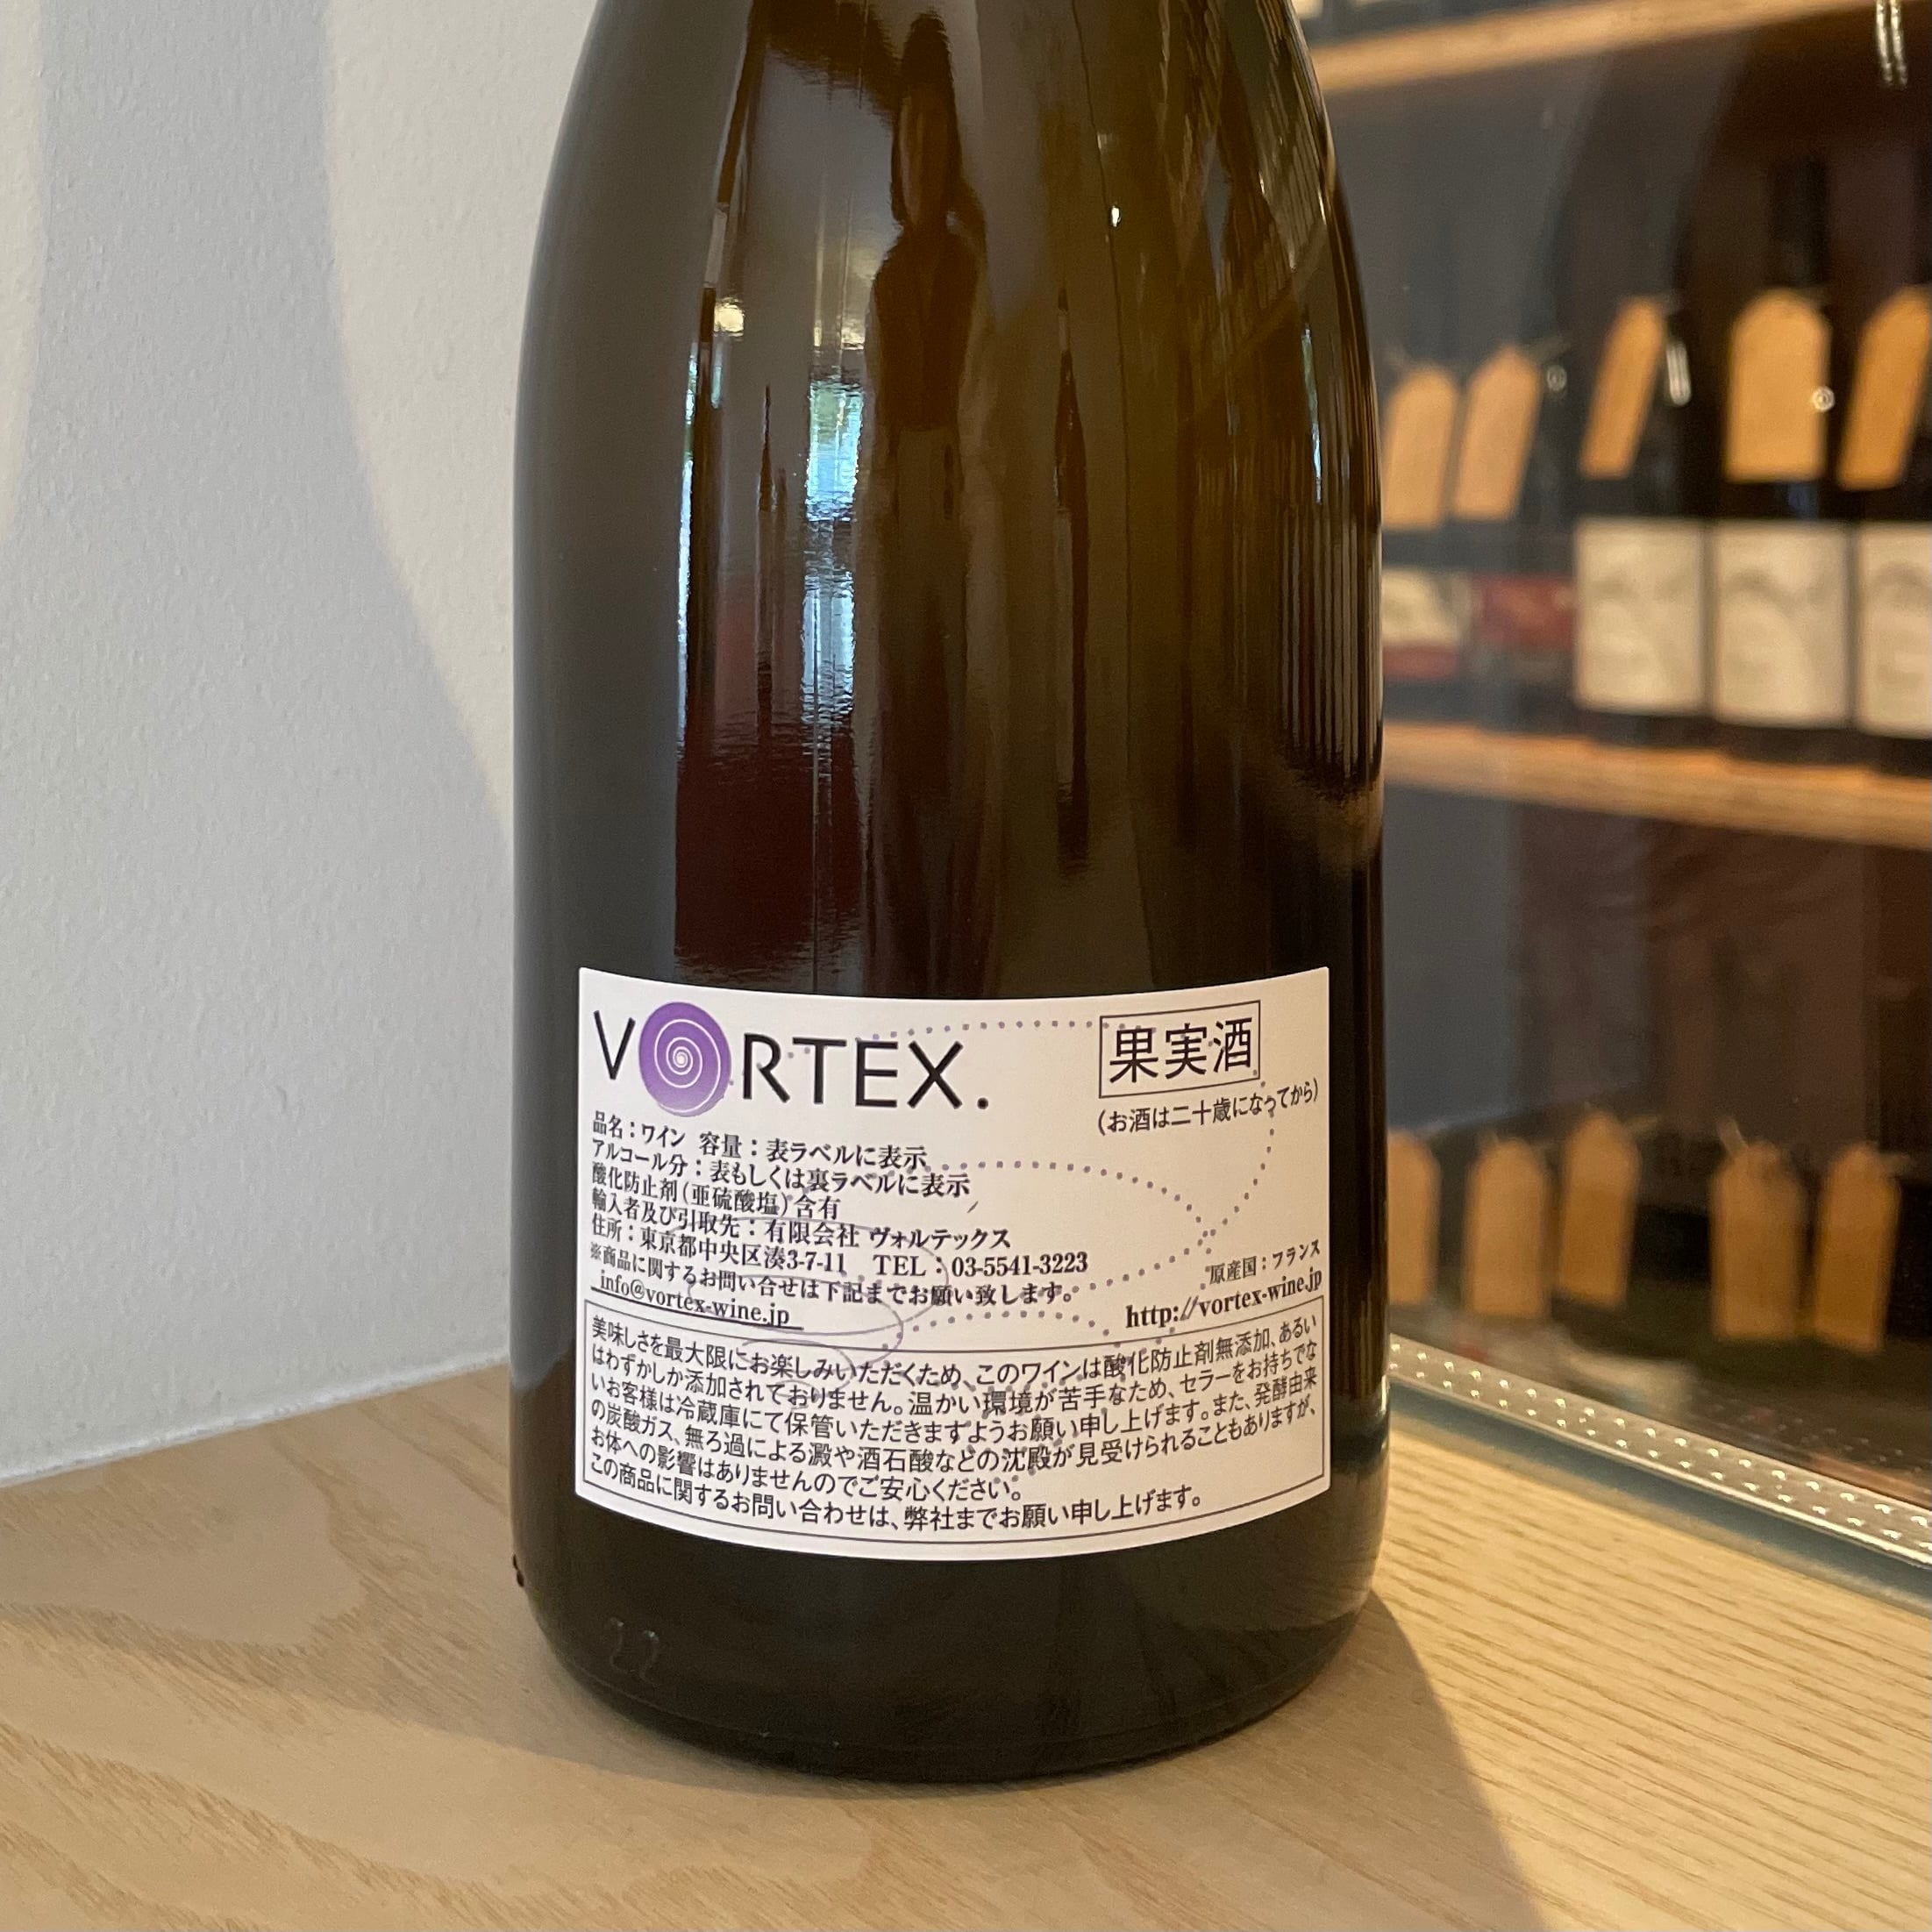 VORTEX.
果実酒
(お酒は二十歳になってから)
品名:ワイン 容量:表ラベルに表示
アルコール分:表もしくは裏ラベルに表示
酸化防止剤(亜硫酸塩)含有
輸入者及び引取先:有限会社 ヴォルテックス
住所:東京都中央区湊3-7-11 TEL:03-5541-3223
※商品に関するお問い合せは下記までお願い致します。
info@vortex-wine.jp
原産国:フランス
http://vortex-wine.jp
美味しさを最大限にお楽しみいただくため、このワインは酸化防止剤無添加、あるい
はわずかしか添加されておりません。温かい環境が苦手なため、セラーをお持ちでな
いお客様は冷蔵庫にて保管いただきますようお願い申し上げます。また、発酵由来
の炭酸ガス、無ろ過による澱や酒石酸などの沈殿が見受けられることもありますが、
お体への影響はありませんのでご安心ください。
この商品に関するお問い合わせは、弊社までお願い申し上げます。
22